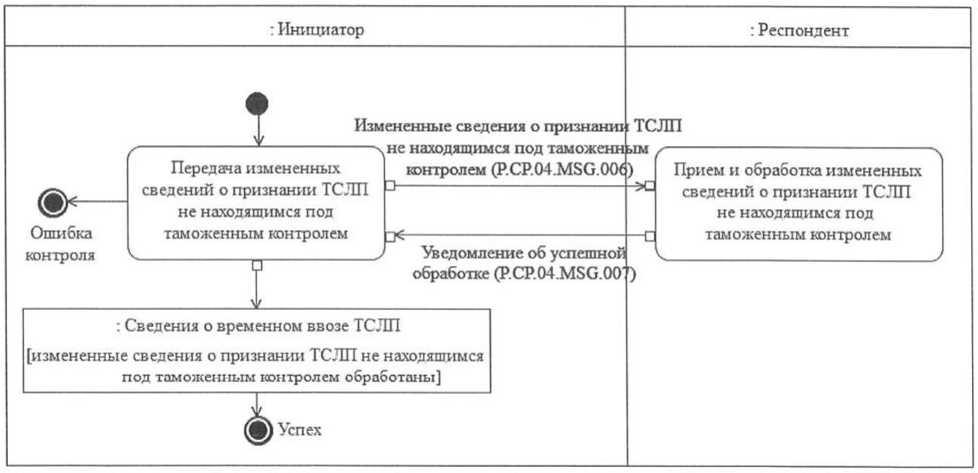 : Инициатор
: Респондент
Измененные сведения о признании ТСЛП
не находящимся под таможенным
контролем (P.CP.04.MSG.006)
Передача измененных
сведений о признании ТСЛП
не находящимся под
таможенным контролем
Прием и обработка измененных
сведений о признании ТСЛП
не находящимся под
таможенным контролем
Ошибка
контроля
Уведомление об успешной
обработке (P.CP.04.MSG.007)
: Сведения о временном ввозе ТСЛП
[измененные сведения о признании ТСЛП не находящимся
под таможенным контролем обработаны]
Успех